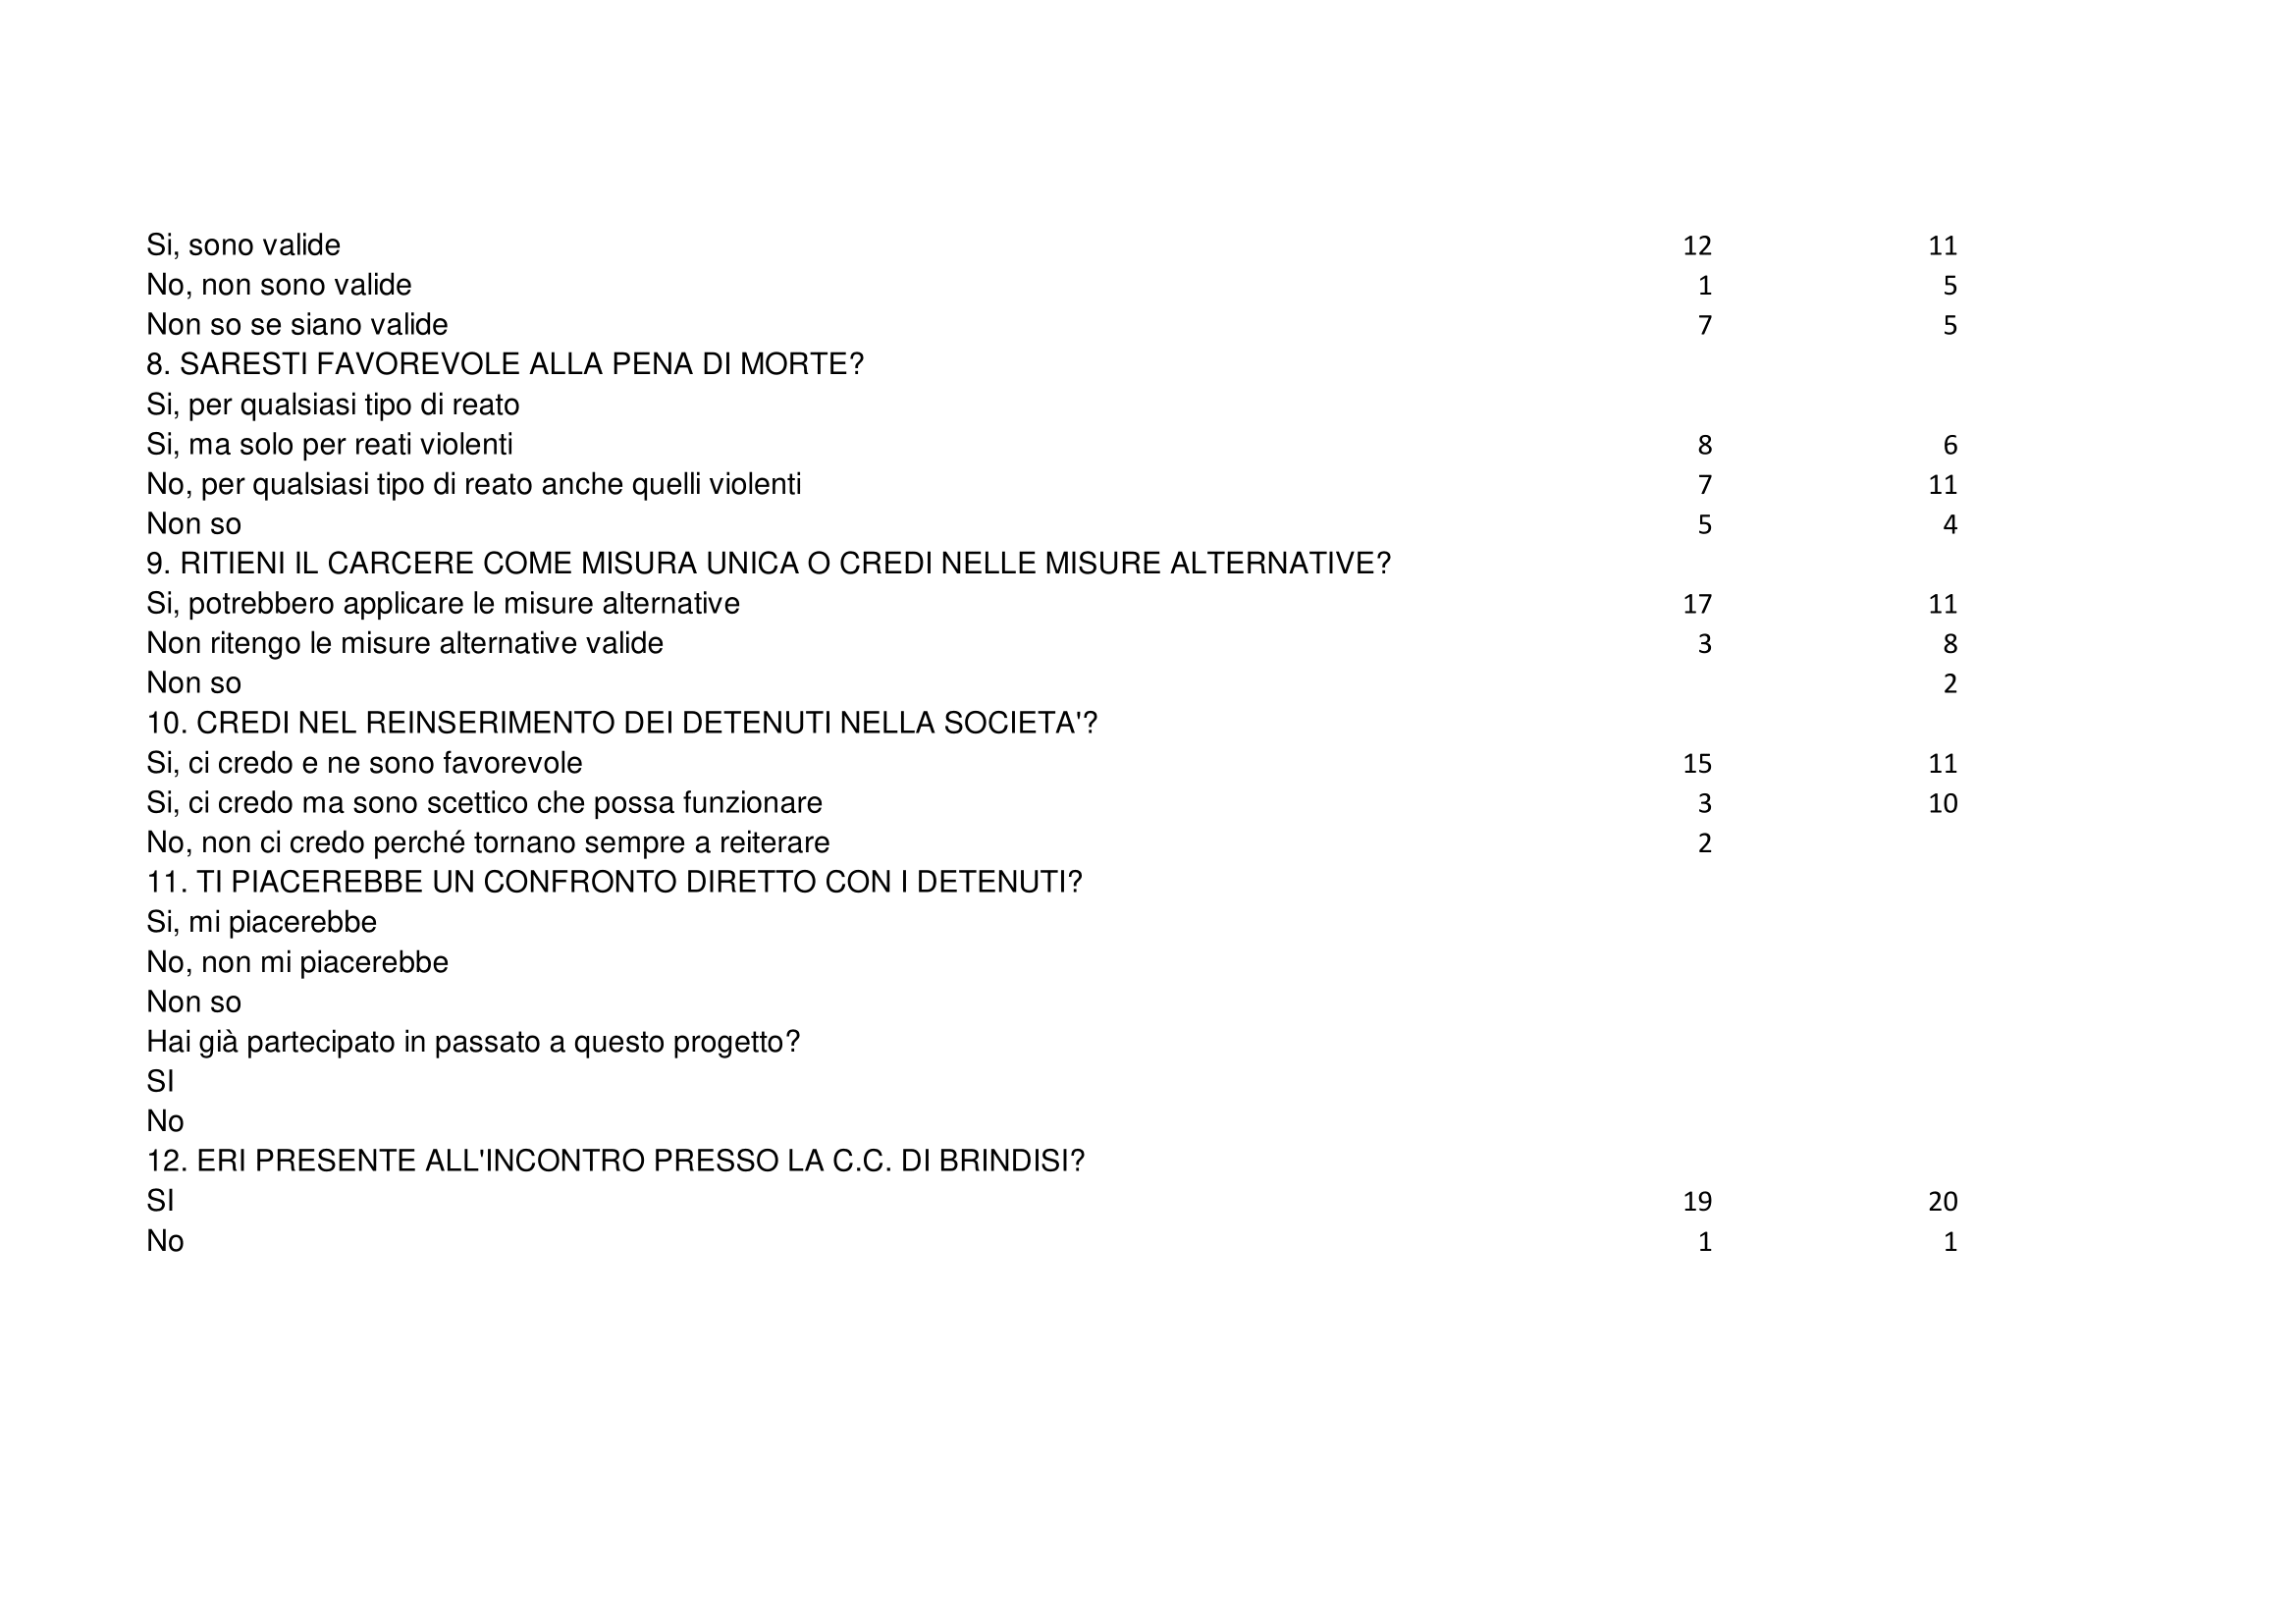 Si, sono valide 12 11
No, non sono valide 1 5
Non so se siano valide 7 5
8. SARESTI FAVOREVOLE ALLA PENA DI MORTE?
Si, per qualsiasi tipo di reato
Si, ma solo per reati violenti 8 6
No, per qualsiasi tipo di reato anche quelli violenti 7 11
Non so 5 4
9. RITIENI IL CARCERE COME MISURA UNICA O CREDI NELLE MISURE ALTERNATIVE?
Si, potrebbero applicare le misure alternative 17 11
Non ritengo le misure alternative valide 3 8
Non so 2
10. CREDI NEL REINSERIMENTO DEI DETENUTI NELLA SOCIETA'?
Si, ci credo e ne sono favorevole 15 11
Si, ci credo ma sono scettico che possa funzionare 3 10
No, non ci credo perché tornano sempre a reiterare 2
11. TI PIACEREBBE UN CONFRONTO DIRETTO CON I DETENUTI?
Si, mi piacerebbe
No, non mi piacerebbe
Non so
Hai già partecipato in passato a questo progetto?
SI
No
12. ERI PRESENTE ALL'INCONTRO PRESSO LA C.C. DI BRINDISI?
SI 19 20
No 1 1